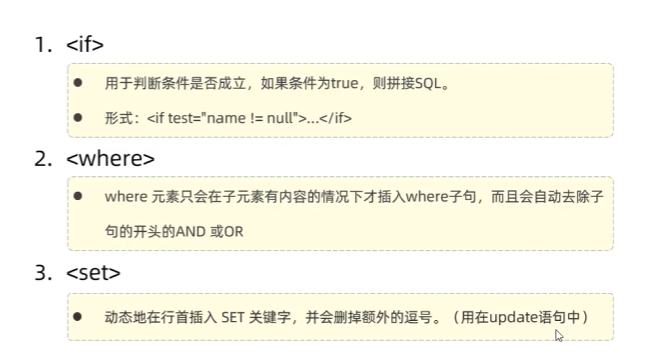 1. <if>
● 用于判断条件是否成立，如果条件为true，则拼接SQL。
● 形式：<if test="name != null">...</if>
2. <where>
● where 元素只会在子元素有内容的情况下才插入where子句，而且会自动去除子
句的开头的AND 或OR
3. <set>
● 动态地在行首插入 SET 关键字，并会删掉额外的逗号。（用在update语句中）